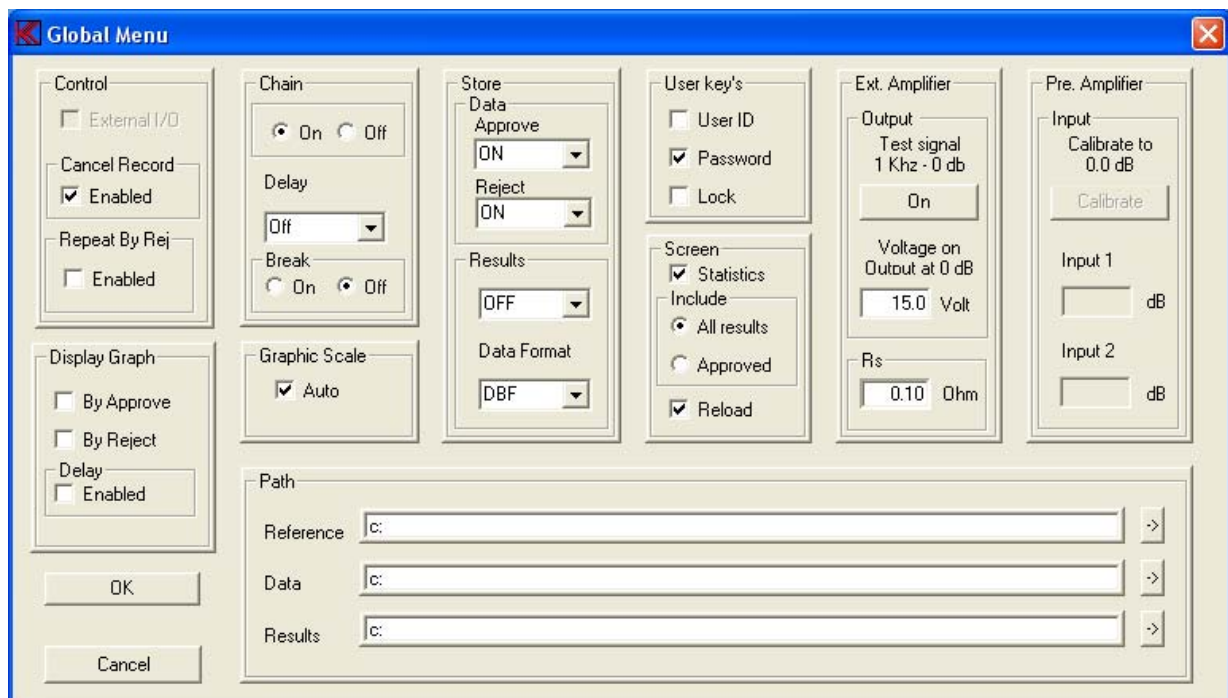 Global Menu
Control
External I/O
Cancel Record
Enabled
Repeat By Rej
Enabled
Display Graph
By Approve
By Reject
Delay
Enabled
OK
Cancel
Chain
On Off
Delay
Off
Break
On Off
Graphic Scale
Auto
Store
Data
Approve
ON
Reject
ON
Results
OFF
Data Format
DBF
User key's
User ID
Password
Lock
Screen
Statistics
Include
All results
Approved
Reload
Ext. Amplifier
Output
Test signal
1 Khz - 0 db
On
Voltage on
Output at 0 dB
15.0 Volt
Rs
0.10 Ohm
Pre. Amplifier
Input
Calibrate to
0.0 dB
Calibrate
Input 1
dB
Input 2
dB
Path
Reference c: ->
Data c: ->
Results c: ->